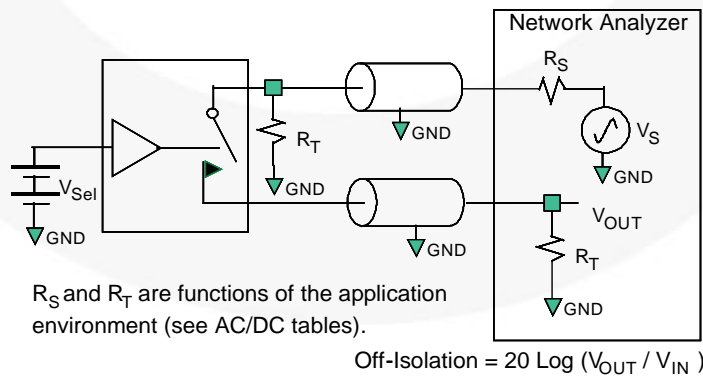 Network Analyzer
R_S
V_S
GND
GND
R_T
GND
V_Sel
GND
GND
V_OUT
R_T
GND
R_S and R_T are functions of the application
environment (see AC/DC tables).
Off-Isolation = 20 Log (V_OUT / V_IN )